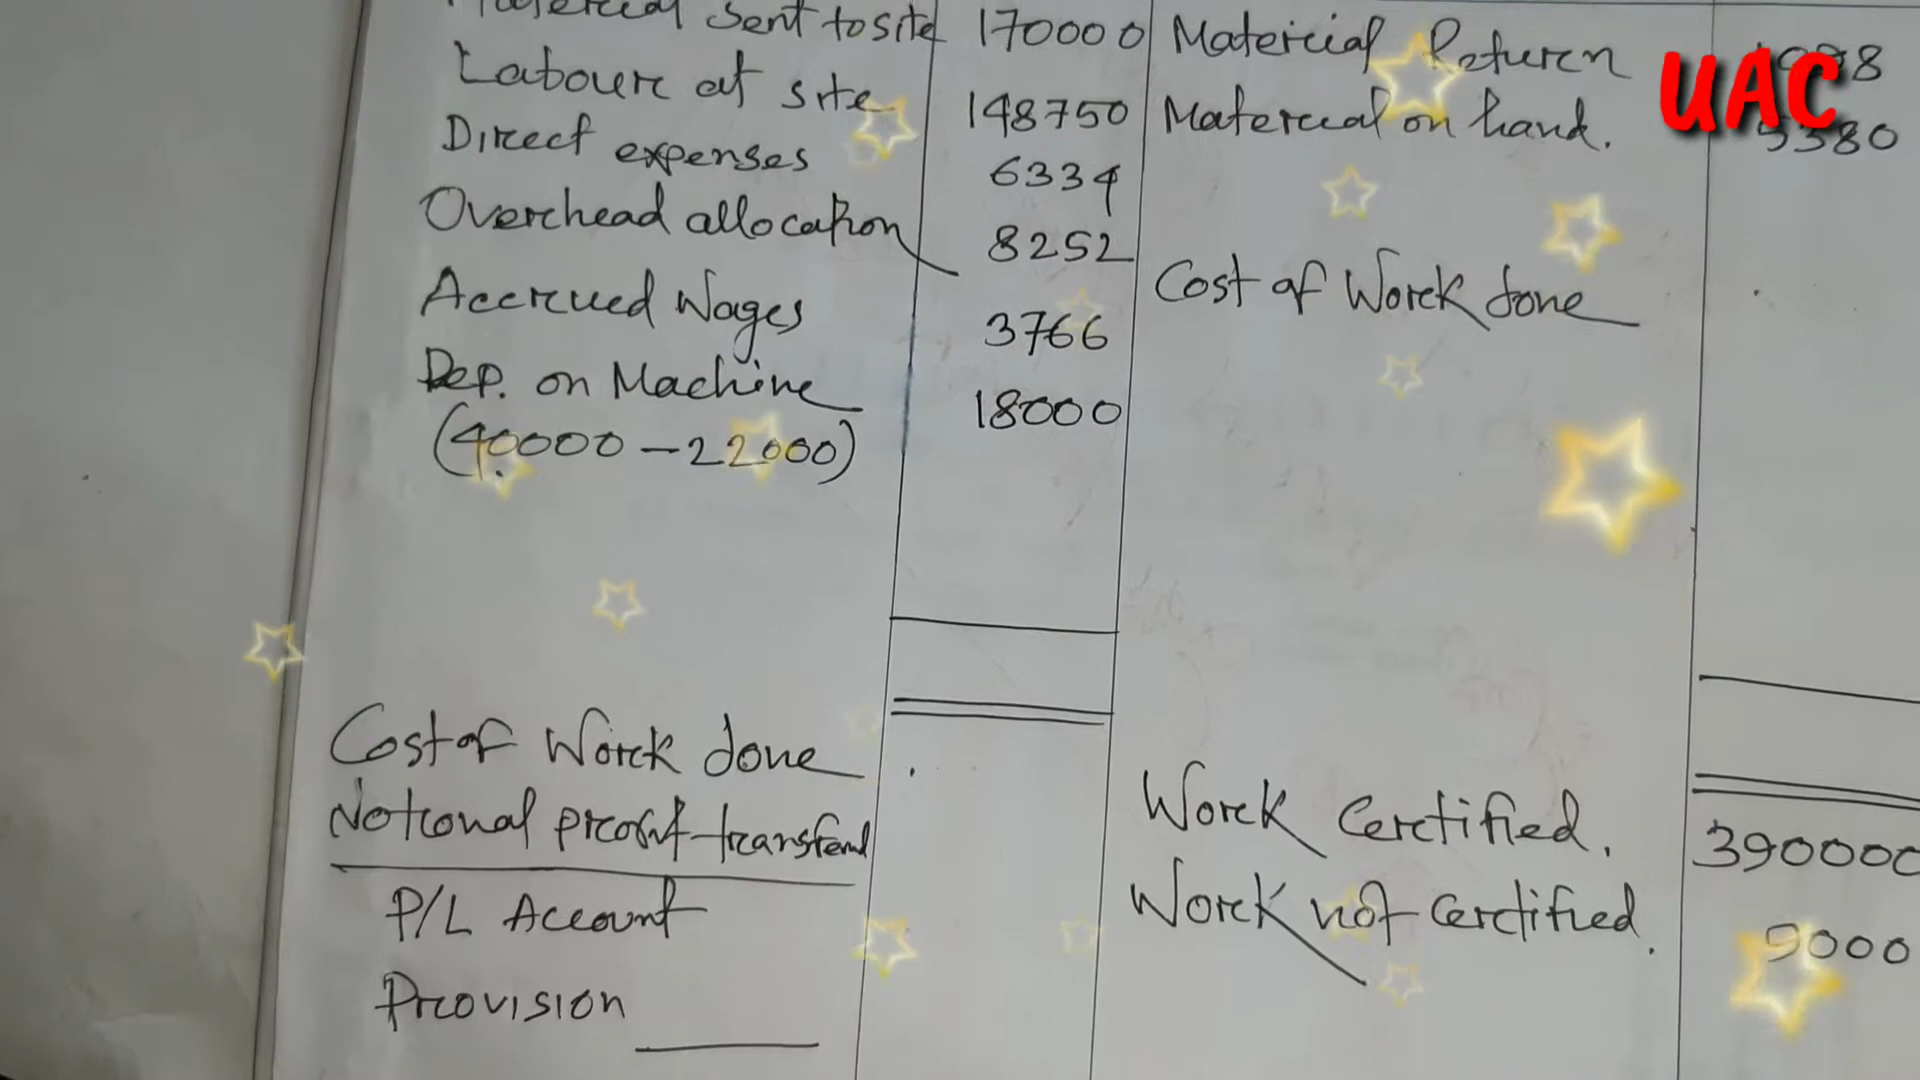 Material Sent to site 170000 Material Return
Labour at site 148750 Material on hand. 5380
Direct expenses 6334
Overhead allocation 8252
Cost of Work done
Accrued Wages 3766
Dep. on Machine 18000
(40000 - 22000)
Cost of Work done
Work Certified. 390000
Notional profit transferred
P/L Account
Work not certified. 9000
Provision
UAC